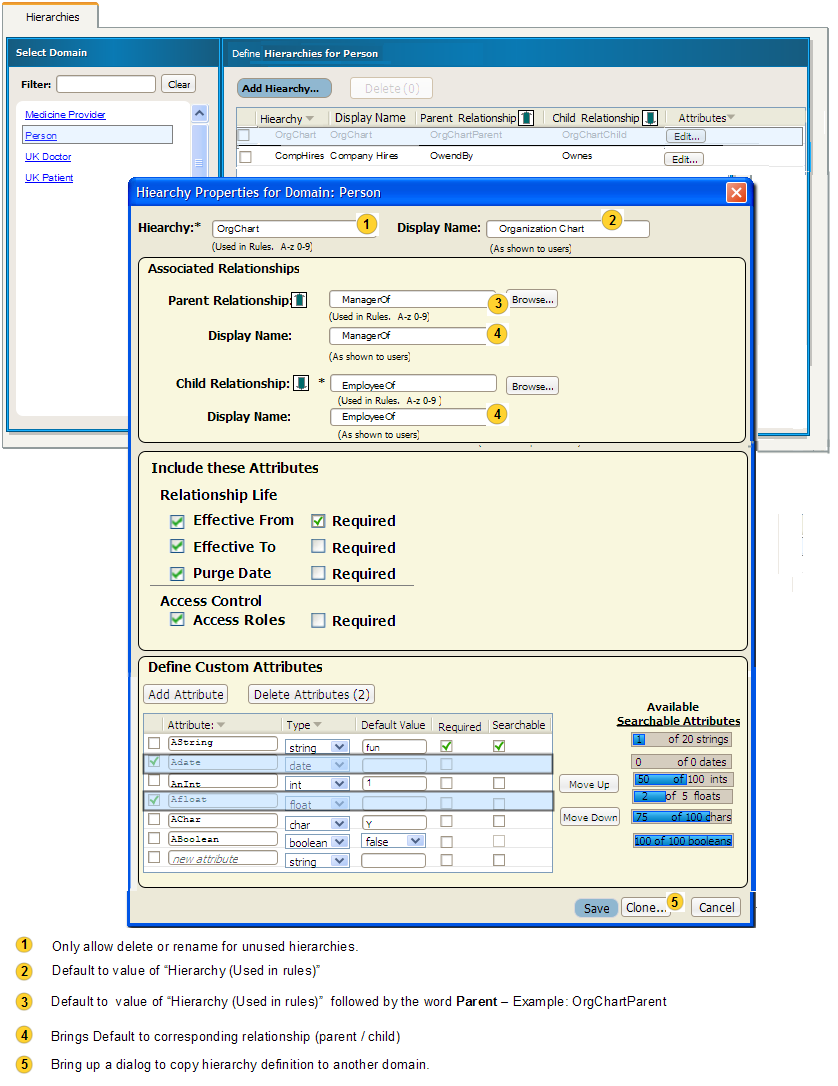 Hierarchies
Select Domain
Filter:
Clear
Medicine Provider
Person
UK Doctor
UK Patient
Define Hierarchies for Person
Add Hiearchy...
Delete (0)
Hiearchy Display Name Parent Relationship Child Relationship Attributes
OrgChart OrgChart OrgChartParent OrgChartChild Edit...
CompHires Company Hires OwendBy Ownes Edit...
Hiearchy Properties for Domain: Person
Hiearchy:* OrgChart 1 Display Name: Organization Chart 2
(Used in Rules. A-z 0-9) (As shown to users)
Associated Relationships
Parent Relationship: ManagerOf 3 Browse...
(Used in Rules. A-z 0-9)
Display Name: ManagerOf 4
(As shown to users)
Child Relationship: * EmployeeOf Browse...
(Used in Rules. A-z 0-9 )
Display Name: EmployeeOf 4
(As shown to users)
Include these Attributes
Relationship Life
Effective From Required
Effective To Required
Purge Date Required
Access Control
Access Roles Required
Define Custom Attributes
Add Attribute Delete Attributes (2)
Attribute: Type Default Value Required Searchable
AString string fun
Adate date
AnInt int 1
Afloat float
AChar char Y
ABoolean boolean false
new attribute string
Move Up
Move Down
Available
Searchable Attributes
1 of 20 strings
0 of 0 dates
50 of 100 ints
2 of 5 floats
75 of 100 chars
100 of 100 booleans
Save Clone... 5 Cancel
1 Only allow delete or rename for unused hierarchies.
2 Default to value of “Hierarchy (Used in rules)”
3 Default to value of “Hierarchy (Used in rules)” followed by the word Parent – Example: OrgChartParent
4 Brings Default to corresponding relationship (parent / child)
5 Bring up a dialog to copy hierarchy definition to another domain.